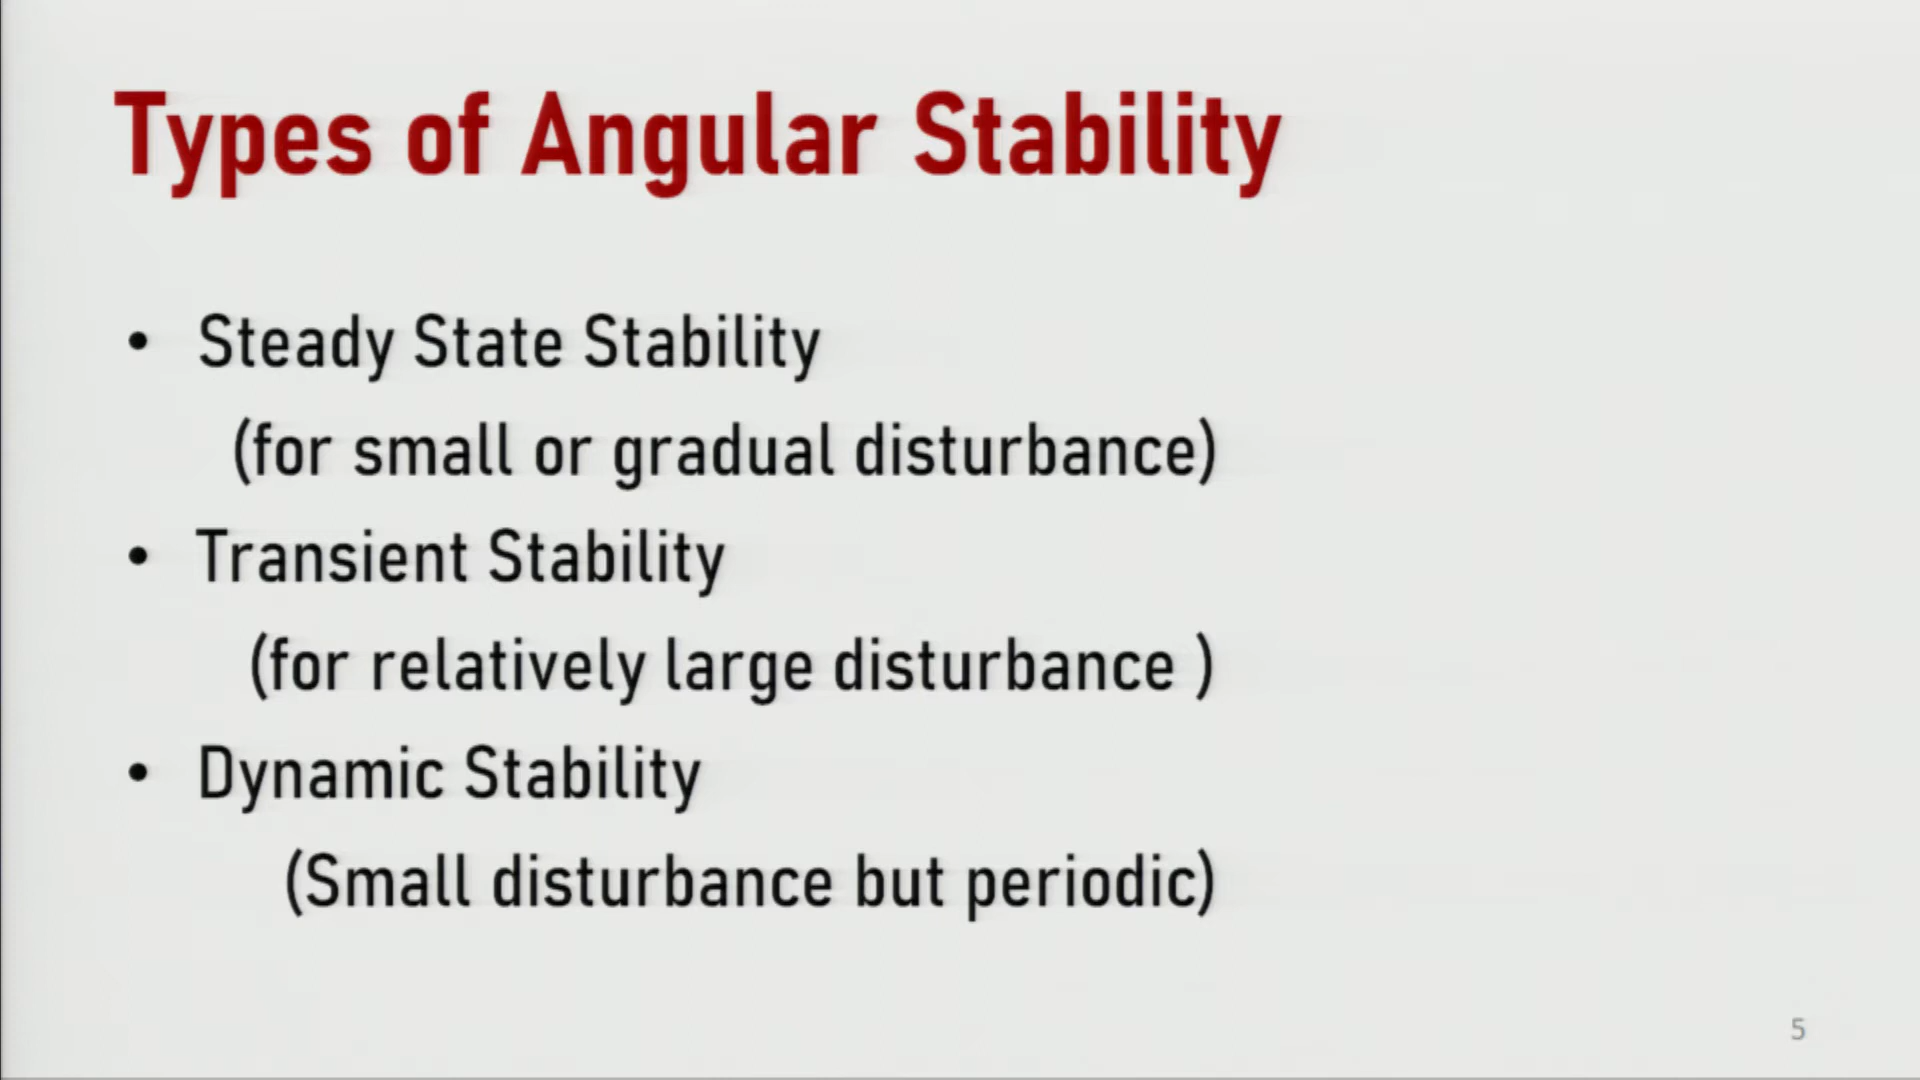 Types of Angular Stability
• Steady State Stability
(for small or gradual disturbance)
• Transient Stability
(for relatively large disturbance )
• Dynamic Stability
(Small disturbance but periodic)
5